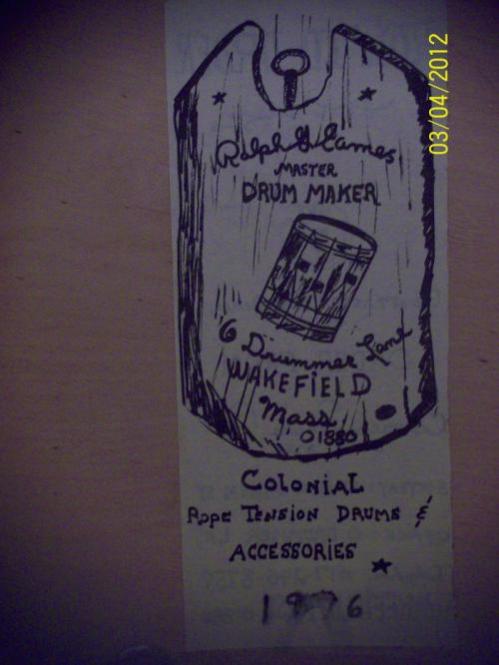 Ralph G Eames
MASTER
DRUM MAKER
6 Drummer Lane
WAKEFIELD
Mass
01880
COLONIAL
Rope TENSION DRUMS &
ACCESSORIES
1976
03/04/2012